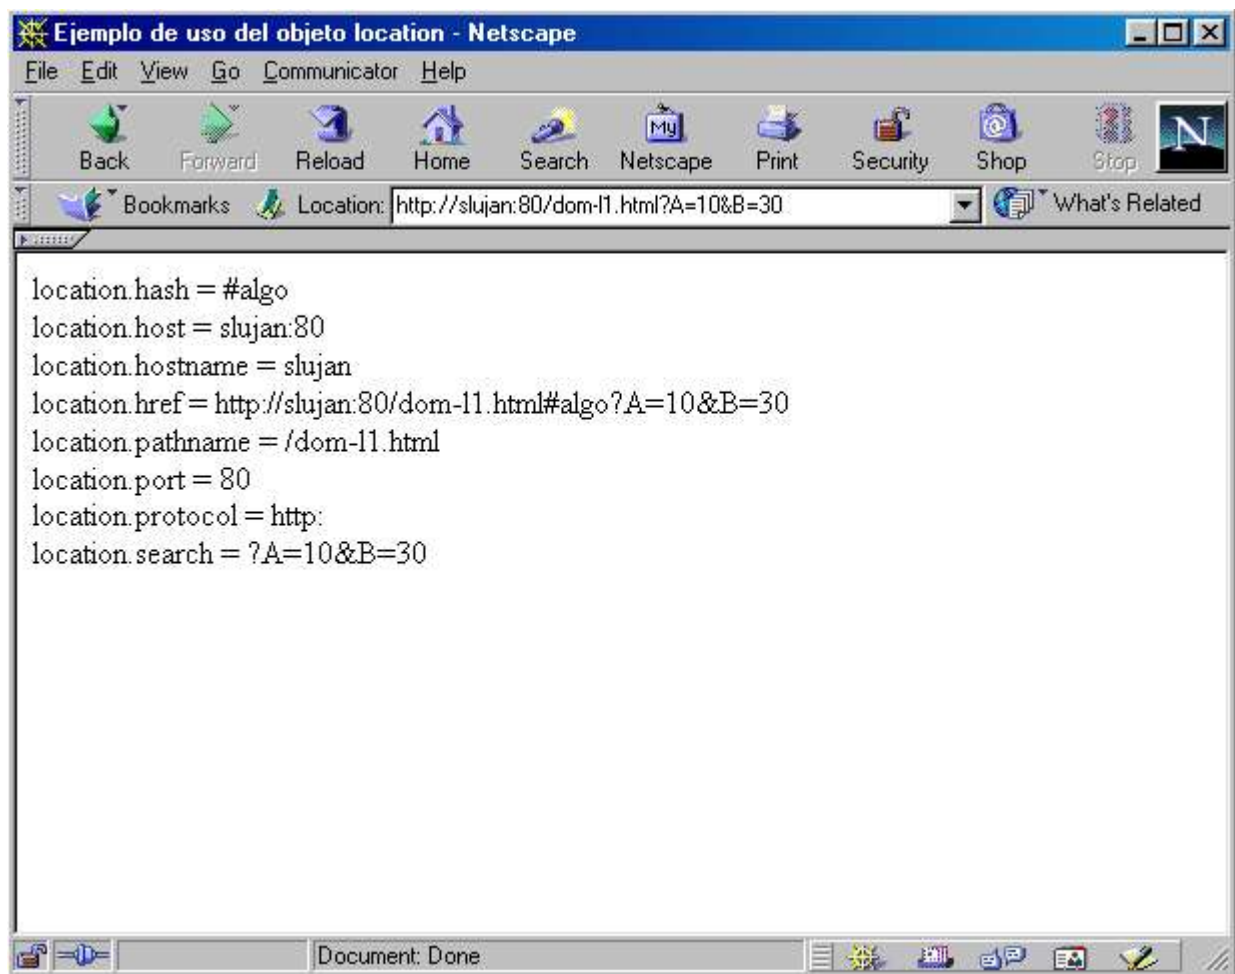 Ejemplo de uso del objeto location - Netscape
File Edit View Go Communicator Help
My N
Back Forward Reload Home Search Netscape Print Security Shop Stop
Bookmarks Location: http://slujan:80/dom-l1.html?A=10&B=30 What's Related
location.hash = #algo
location.host = slujan:80
location.hostname = slujan
location.href = http://slujan:80/dom-l1.html#algo?A=10&B=30
location.pathname = /dom-l1.html
location.port = 80
location.protocol = http:
location.search = ?A=10&B=30
Document: Done